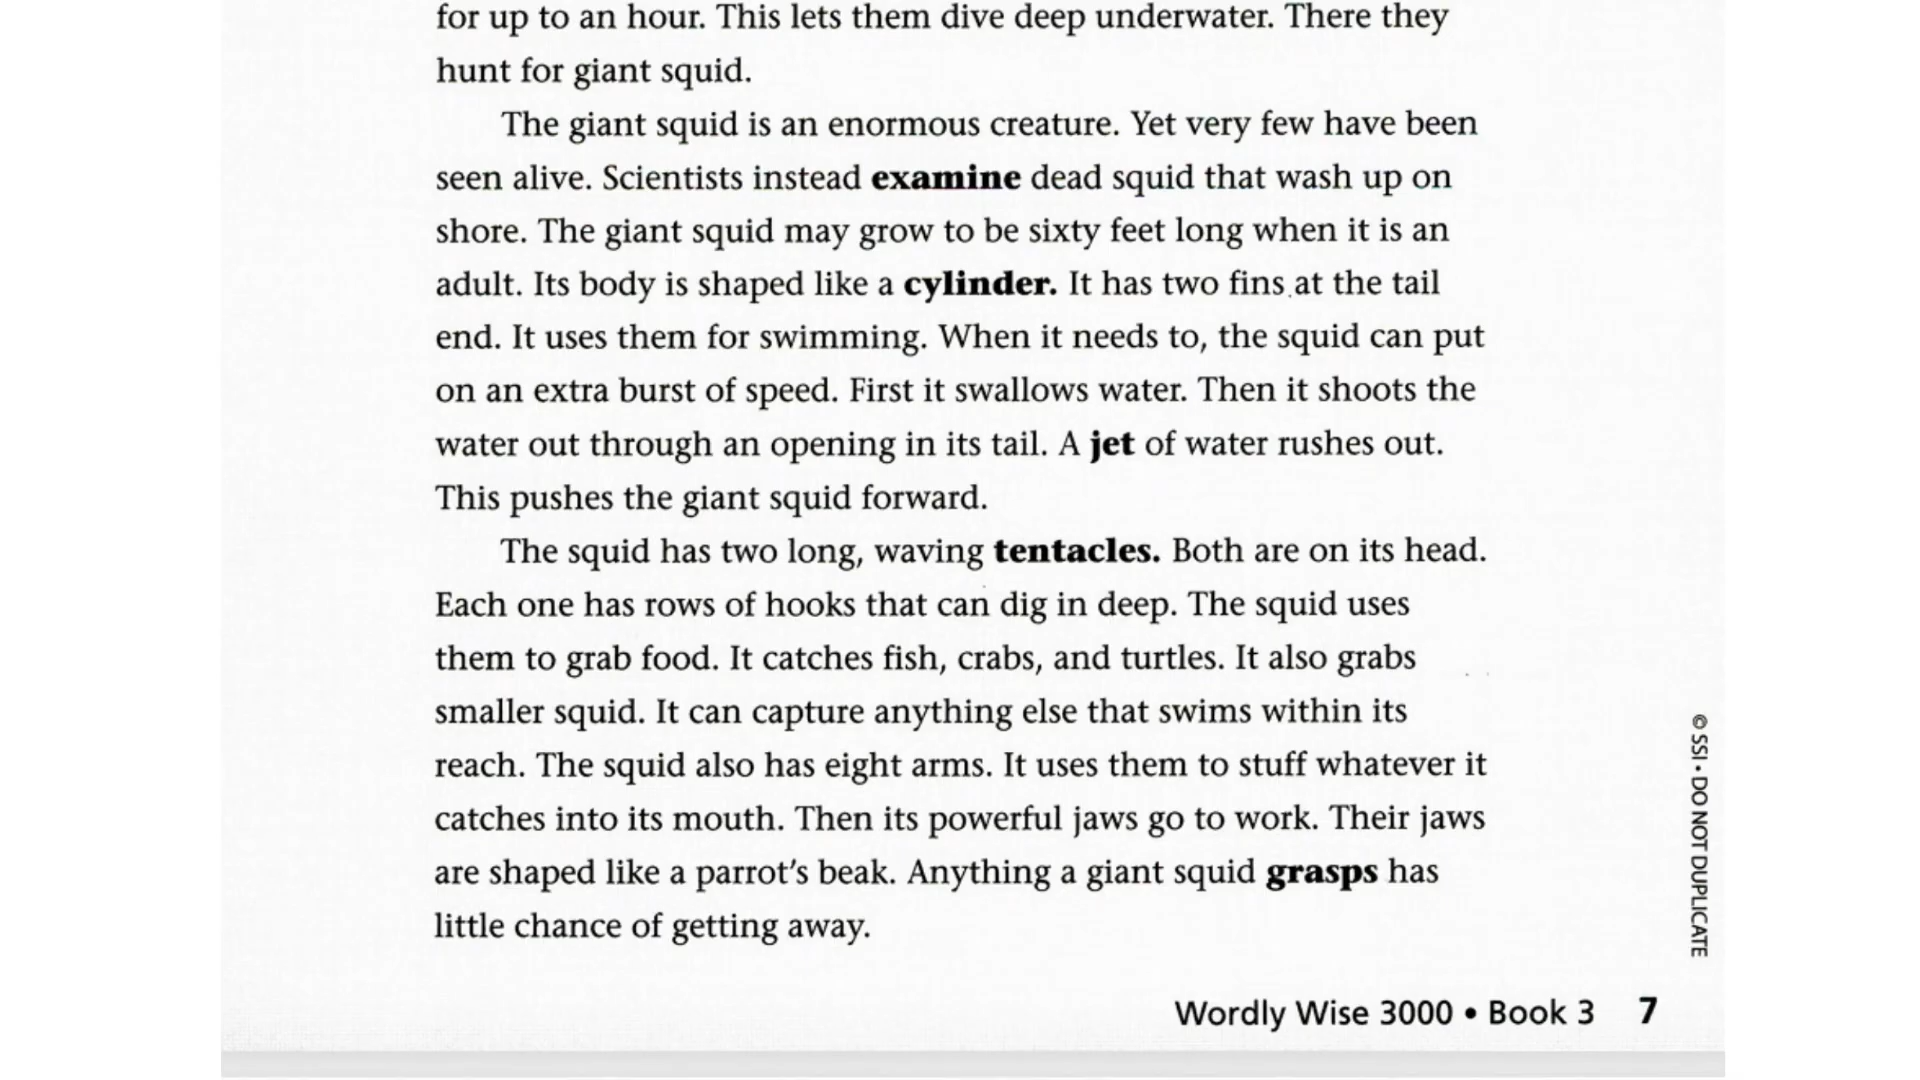 for up to an hour. This lets them dive deep underwater. There they
hunt for giant squid.
The giant squid is an enormous creature. Yet very few have been
seen alive. Scientists instead examine dead squid that wash up on
shore. The giant squid may grow to be sixty feet long when it is an
adult. Its body is shaped like a cylinder. It has two fins at the tail
end. It uses them for swimming. When it needs to, the squid can put
on an extra burst of speed. First it swallows water. Then it shoots the
water out through an opening in its tail. A jet of water rushes out.
This pushes the giant squid forward.
The squid has two long, waving tentacles. Both are on its head.
Each one has rows of hooks that can dig in deep. The squid uses
them to grab food. It catches fish, crabs, and turtles. It also grabs
smaller squid. It can capture anything else that swims within its
reach. The squid also has eight arms. It uses them to stuff whatever it
catches into its mouth. Then its powerful jaws go to work. Their jaws
are shaped like a parrot's beak. Anything a giant squid grasps has
little chance of getting away.
© SSI • DO NOT DUPLICATE
Wordly Wise 3000 • Book 3 7